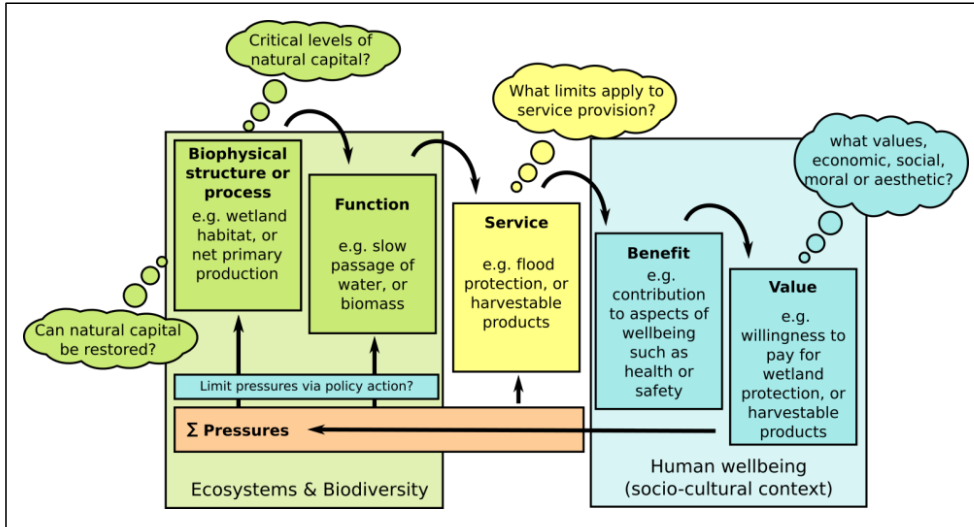 Critical levels of
natural capital?
What limits apply to
service provision?
what values,
economic, social,
moral or aesthetic?
Biophysical
structure or
process
e.g. wetland
habitat, or
net primary
production
Function
e.g. slow
passage of
water, or
biomass
Service
e.g. flood
protection, or
harvestable
products
Benefit
e.g.
contribution
to aspects of
wellbeing
such as
health or
safety
Value
e.g.
willingness to
pay for
wetland
protection, or
harvestable
products
Can natural capital
be restored?
Limit pressures via policy action?
Σ Pressures
Ecosystems & Biodiversity
Human wellbeing
(socio-cultural context)